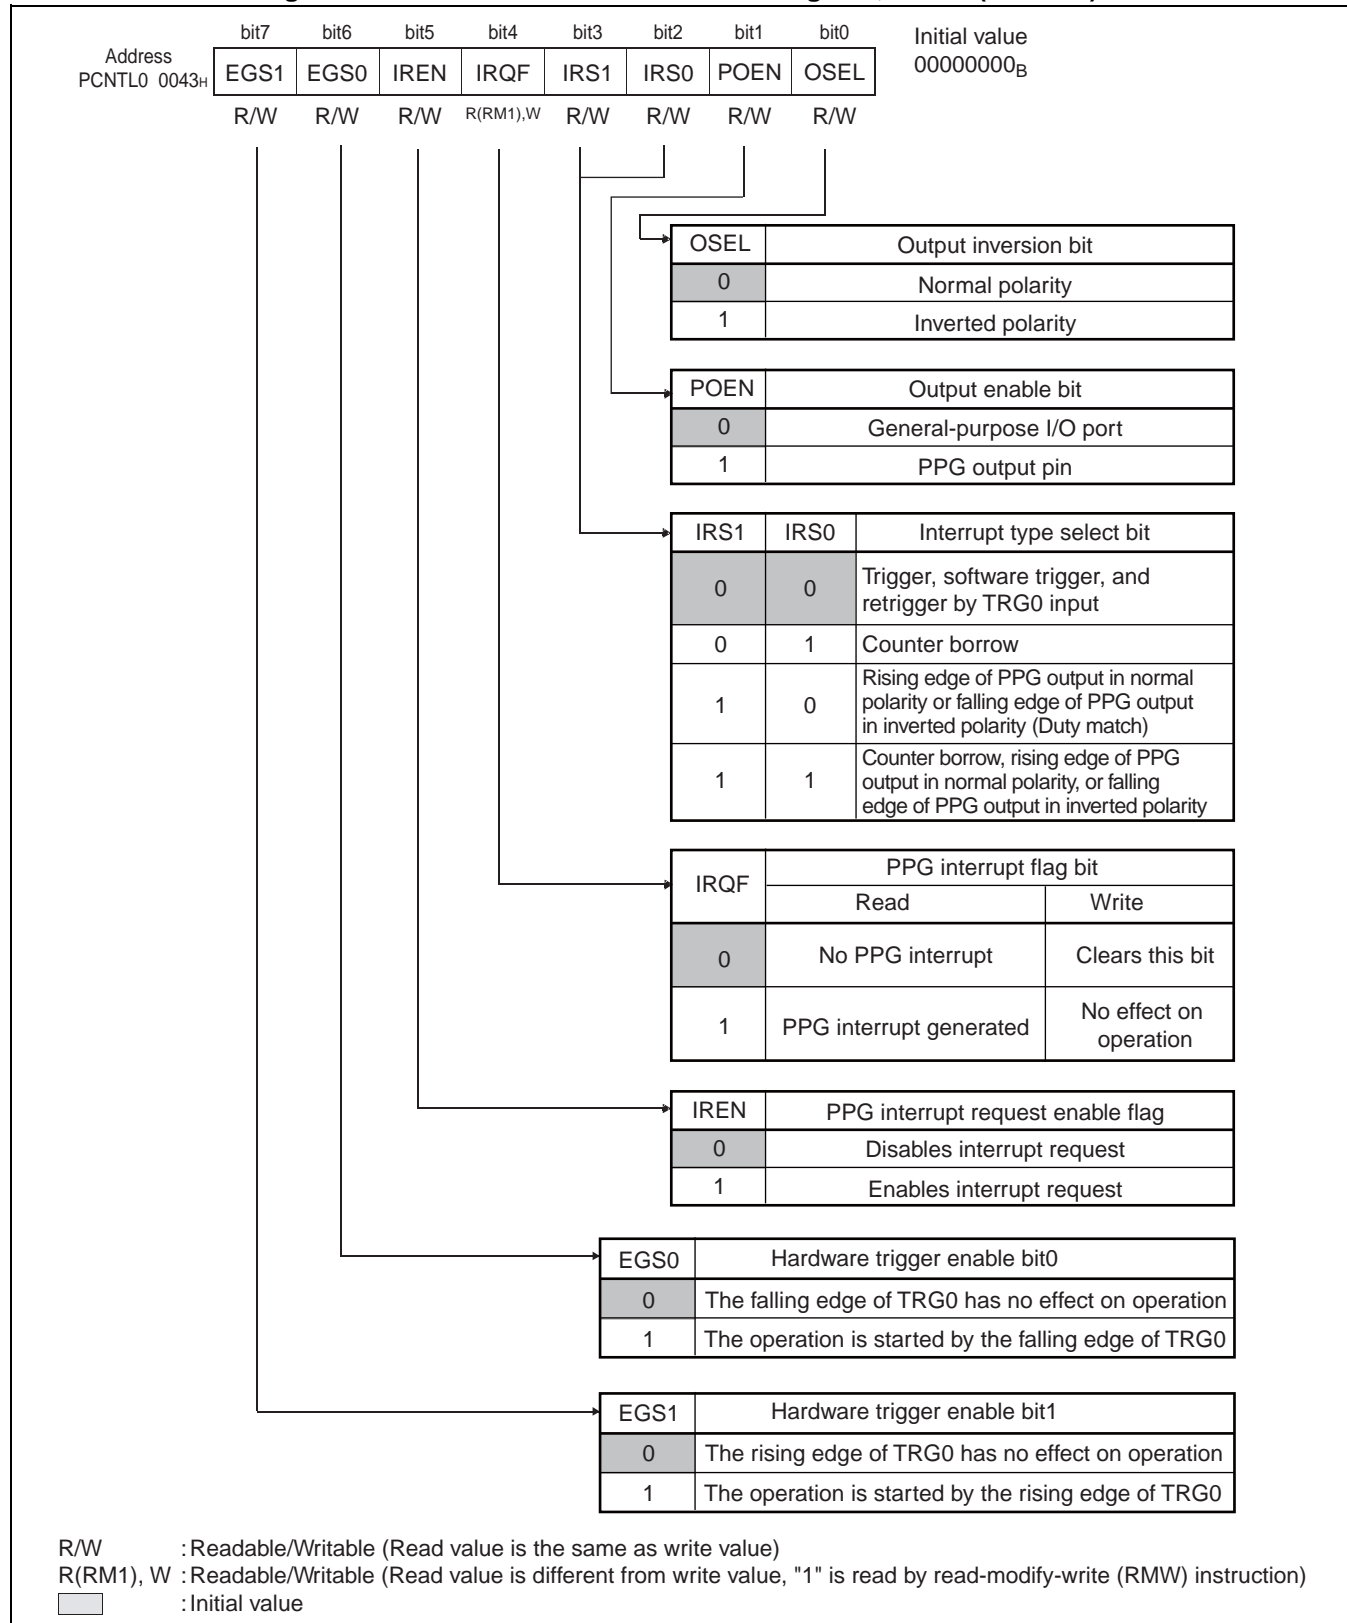 bit7 bit6 bit5 bit4 bit3 bit2 bit1 bit0 Initial value
Address
PCNTL0 0043H EGS1 EGS0 IREN IRQF IRS1 IRS0 POEN OSEL 00000000B
R/W R/W R/W R(RM1),W R/W R/W R/W R/W
OSEL Output inversion bit
0 Normal polarity
1 Inverted polarity
POEN Output enable bit
0 General-purpose I/O port
1 PPG output pin
IRS1 IRS0 Interrupt type select bit
0 0 Trigger, software trigger, and
retrigger by TRG0 input
0 1 Counter borrow
1 0 Rising edge of PPG output in normal
polarity or falling edge of PPG output
in inverted polarity (Duty match)
1 1 Counter borrow, rising edge of PPG
output in normal polarity, or falling
edge of PPG output in inverted polarity
IRQF PPG interrupt flag bit
Read Write
0 No PPG interrupt Clears this bit
1 PPG interrupt generated No effect on
operation
IREN PPG interrupt request enable flag
0 Disables interrupt request
1 Enables interrupt request
EGS0 Hardware trigger enable bit0
0 The falling edge of TRG0 has no effect on operation
1 The operation is started by the falling edge of TRG0
EGS1 Hardware trigger enable bit1
0 The rising edge of TRG0 has no effect on operation
1 The operation is started by the rising edge of TRG0
R/W : Readable/Writable (Read value is the same as write value)
R(RM1), W : Readable/Writable (Read value is different from write value, "1" is read by read-modify-write (RMW) instruction)
: Initial value